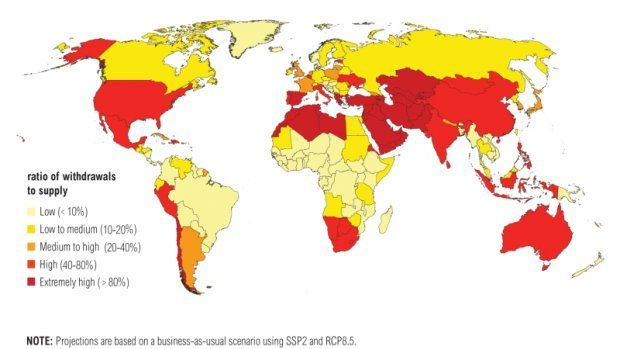 ratio of withdrawals
to supply
Low (< 10%)
Low to medium (10-20%)
Medium to high (20-40%)
High (40-80%)
Extremely high (> 80%)
NOTE: Projections are based on a business-as-usual scenario using SSP2 and RCP8.5.